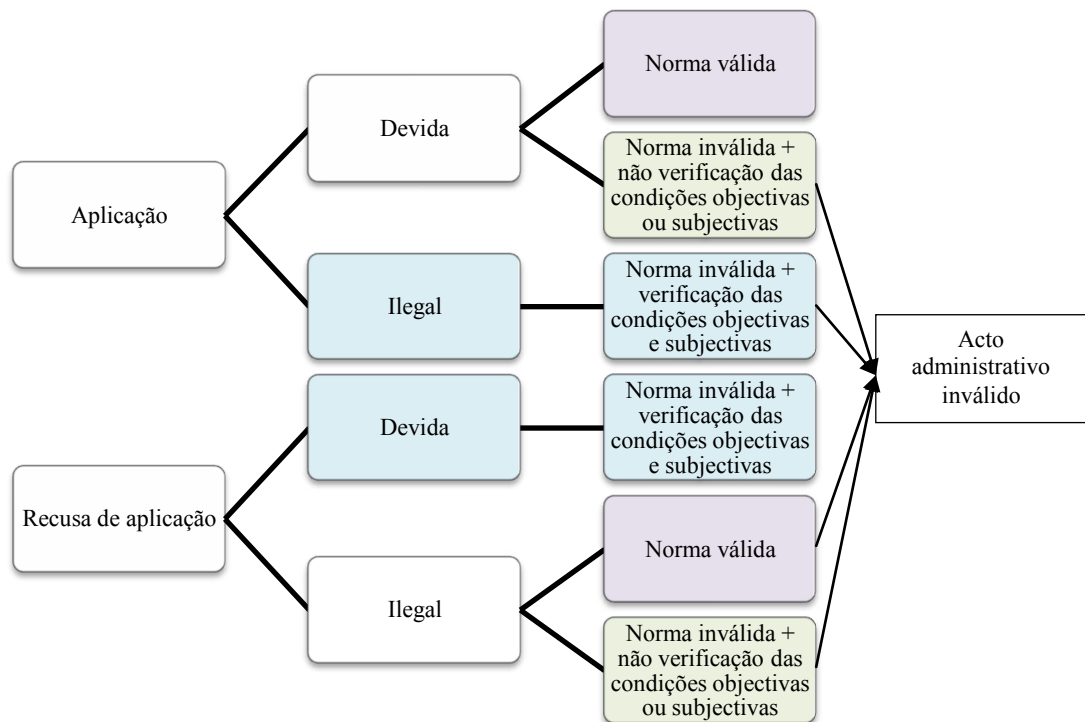 Norma válida
Devida
Norma inválida +
não verificação das
condições objectivas
ou subjectivas
Aplicação
Ilegal
Norma inválida +
verificação das
condições objectivas
e subjectivas
Acto
administrativo
inválido
Devida
Norma inválida +
verificação das
condições objectivas
e subjectivas
Recusa de aplicação
Norma válida
Ilegal
Norma inválida +
não verificação das
condições objectivas
ou subjectivas